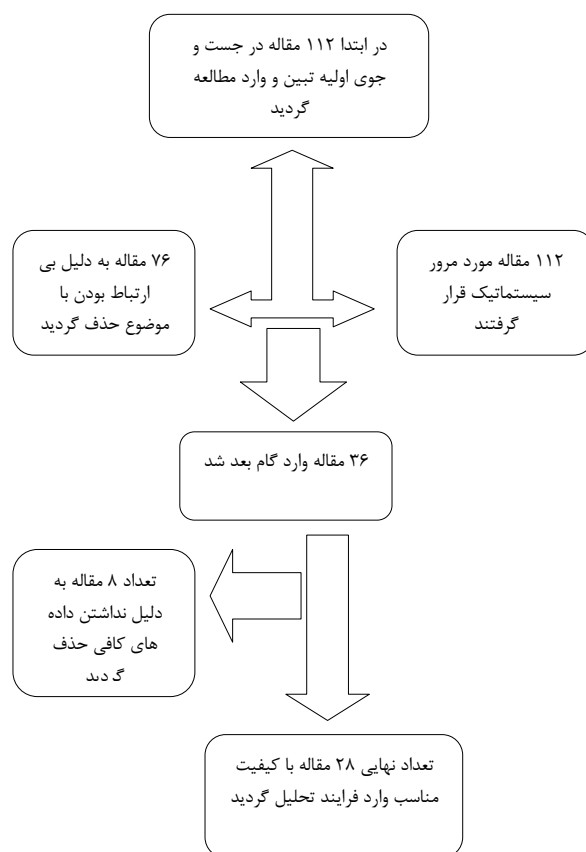 در ابتدا ۱۱۲ مقاله در جست و
جوی اولیه تبین و وارد مطالعه
گردید
۱۱۲ مقاله مورد مرور
سیستماتیک قرار
گرفتند
۷۶ مقاله به دلیل بی
ارتباط بودن با
موضوع حذف گردید
۳۶ مقاله وارد گام بعد شد
تعداد ۸ مقاله به
دلیل نداشتن داده
های کافی حذف
گردید
تعداد نهایی ۲۸ مقاله با کیفیت
مناسب وارد فرایند تحلیل گردید